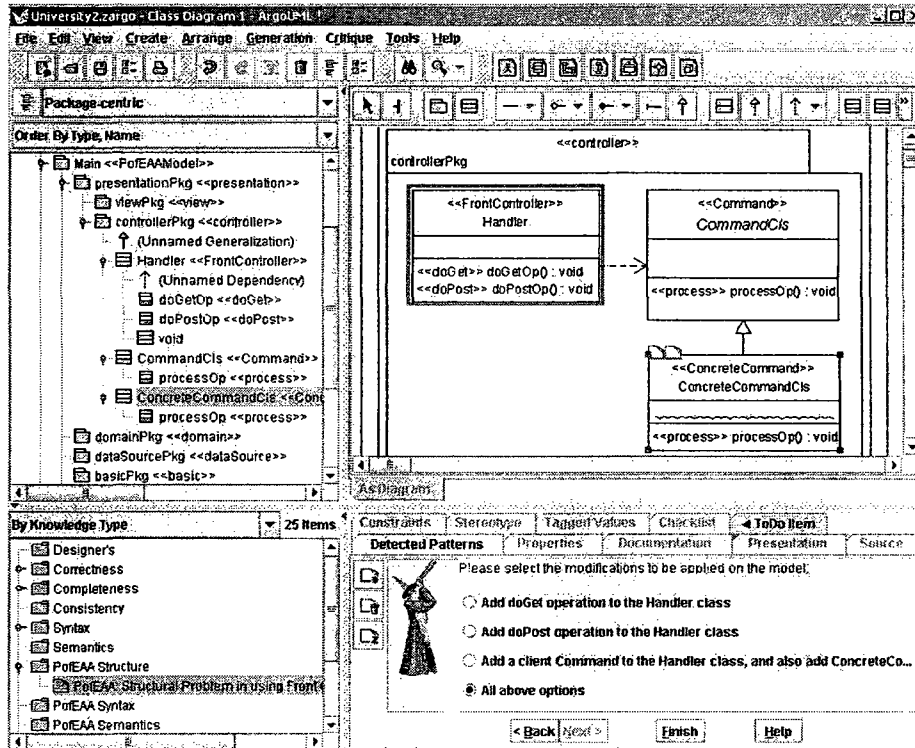 University2.zargo - Class Diagram 1 - ArgoUML !
File Edit View Create Arrange Generation Critique Tools Help
Package-centric
Order By Type, Name
Main <<PofEAAModel>>
presentationPkg <<presentation>>
viewPkg <<view>>
controllerPkg <<controller>>
(Unnamed Generalization)
Handler <<FrontController>>
(Unnamed Dependency)
doGetOp <<doGet>>
doPostOp <<doPost>>
void
CommandCls <<Command>>
processOp <<process>>
ConcreteCommandCls <<Conc
processOp <<process>>
domainPkg <<domain>>
dataSourcePkg <<dataSource>>
basicPkg <<basic>>
<<controller>>
controllerPkg
<<FrontController>>
Handler
<<doGet>> doGetOp() : void
<<doPost>> doPostOp() : void
<<Command>>
CommandCls
<<process>> processOp() : void
<<ConcreteCommand>>
ConcreteCommandCls
<<process>> processOp() : void
As Diagram
By Knowledge Type 25 Items
Designer's
Correctness
Completeness
Consistency
Syntax
Semantics
PofEAA Structure
PofEAA: Structural Problem in using Front
PofEAA Syntax
PofEAA Semantics
Constraints Stereotype Tagged Values Checklist ToDo Item
Detected Patterns Properties Documentation Presentation Source
Please select the modifications to be applied on the model:
Add doGet operation to the Handler class
Add doPost operation to the Handler class
Add a client Command to the Handler class, and also add ConcreteCo...
All above options
< Back Next > Finish Help